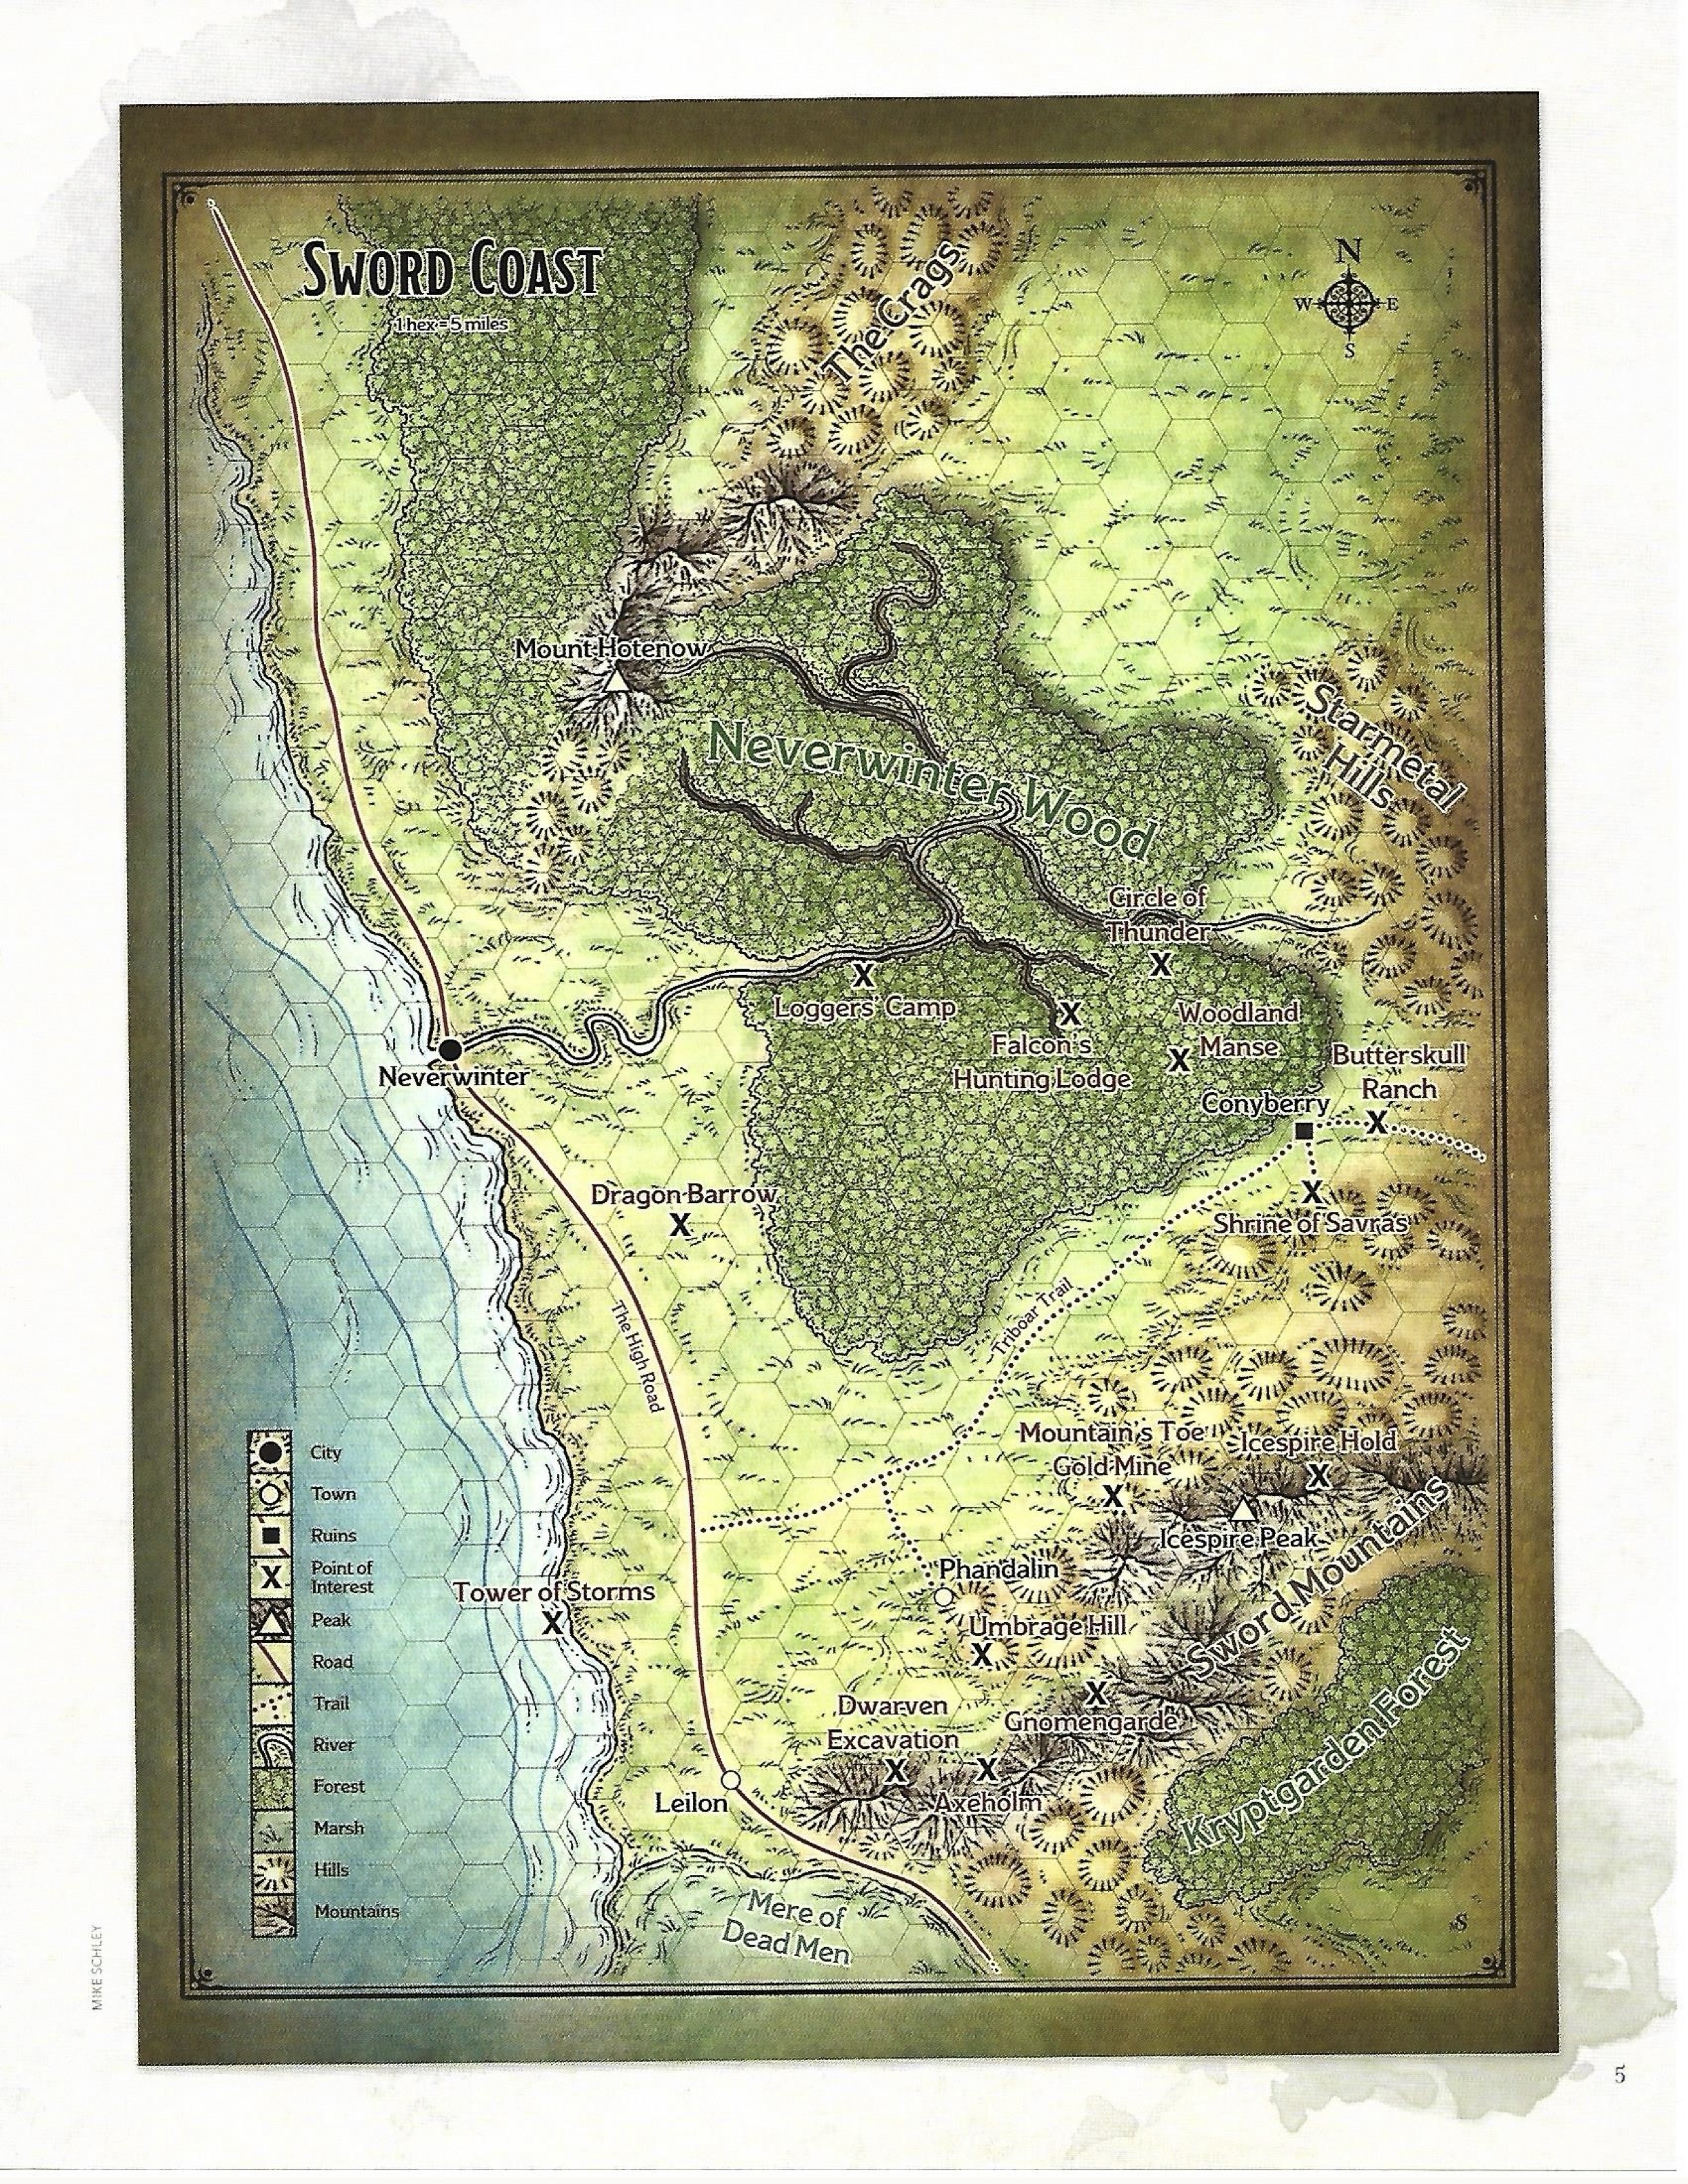 SWORD COAST
1 hex = 5 miles
The Crags
N
W
E
S
Mount Hotenow
Neverwinter Wood
Starmetal
Hills
Circle of
Thunder
Loggers' Camp
Falcon's
Hunting Lodge
Woodland
Manse
Butterskull
Ranch
Conyberry
Neverwinter
Dragon Barrow
Shrine of Savras
The High Road
Triboar Trail
Mountain's Toe
Gold Mine
Icespire Hold
Icespire Peak
Sword Mountains
Phandalin
Umbrage Hill
Tower of Storms
Dwarven
Excavation
Gnomengarde
Axeholm
Leilon
Kryptgarden Forest
Mere of
Dead Men
City
Town
Ruins
Point of
Interest
Peak
Road
Trail
River
Forest
Marsh
Hills
Mountains
MIKE SCHLEY
5